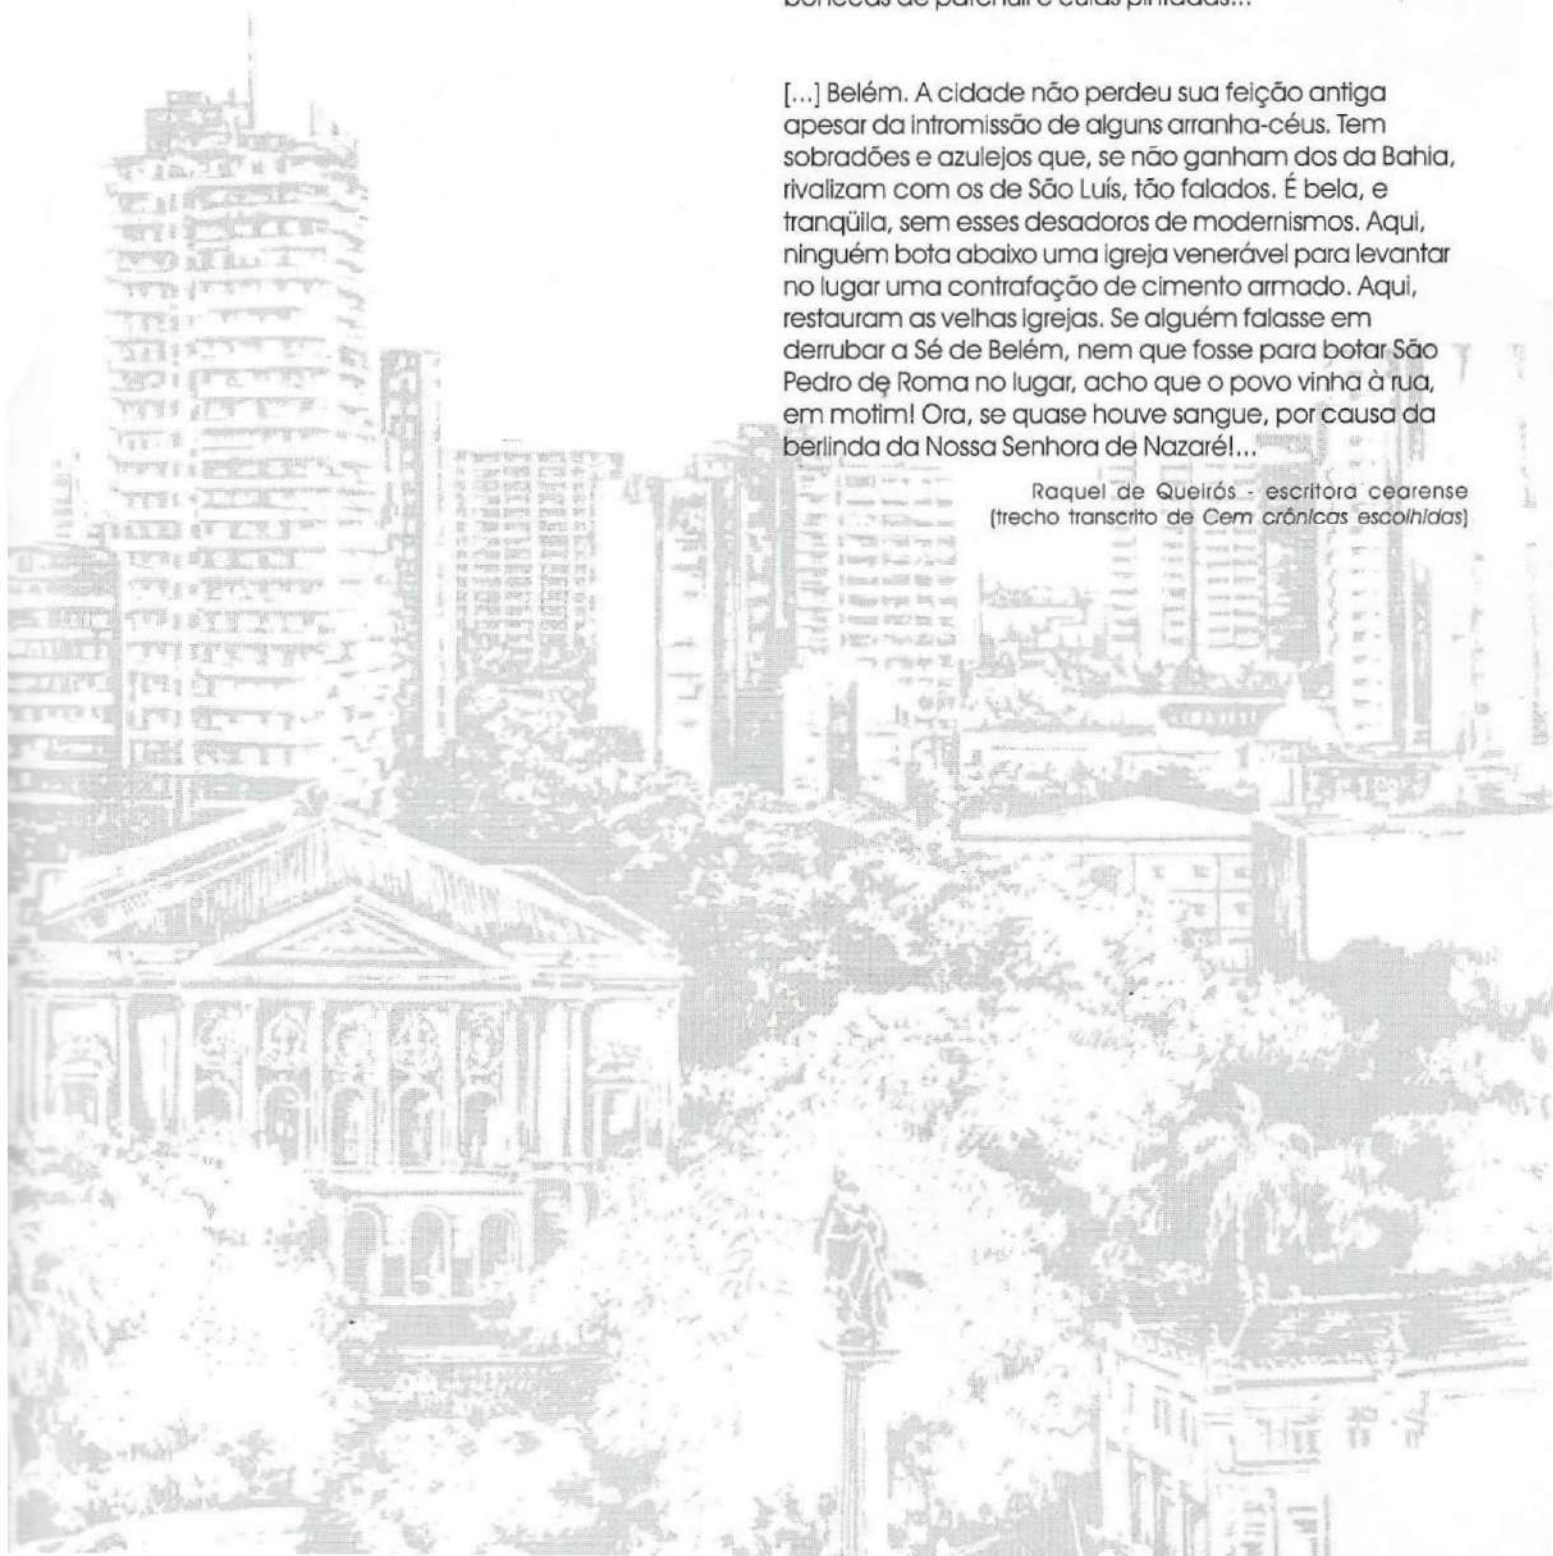 [...] Belém. A cidade não perdeu sua feição antiga
apesar da intromissão de alguns arranha-céus. Tem
sobradões e azulejos que, se não ganham dos da Bahia,
rivalizam com os de São Luís, tão falados. É bela, e
tranqüila, sem esses desadoros de modernismos. Aqui,
ninguém bota abaixo uma igreja venerável para levantar
no lugar uma contrafação de cimento armado. Aqui,
restauram as velhas igrejas. Se alguém falasse em
derrubar a Sé de Belém, nem que fosse para botar São
Pedro de Roma no lugar, acho que o povo vinha à rua,
em motim! Ora, se quase houve sangue, por causa da
berlinda da Nossa Senhora de Nazaré!...
Raquel de Queirós - escritora cearense
(trecho transcrito de Cem crônicas escolhidas)